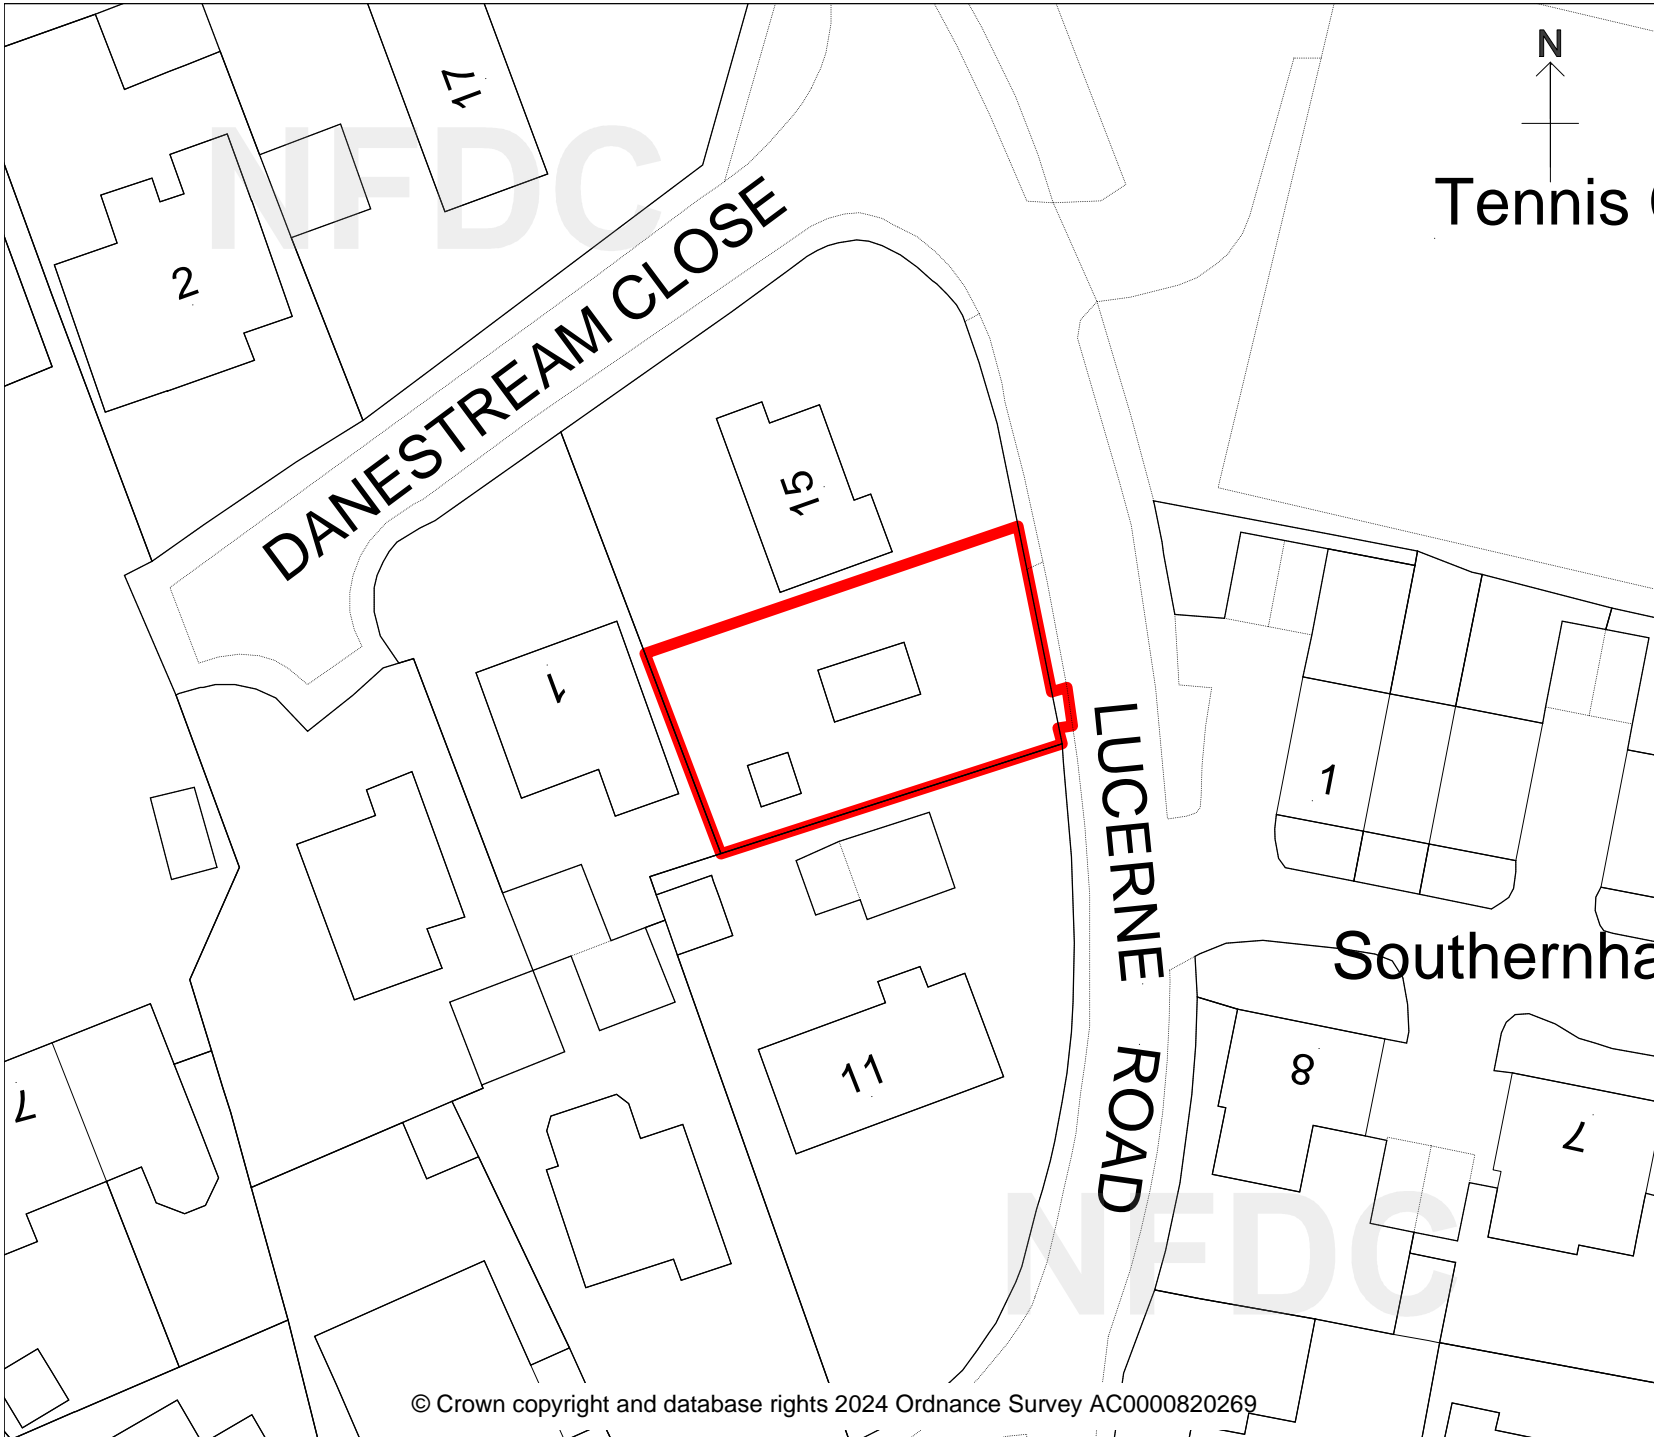 N
17
NFDC
Tennis
2
DANESTREAM CLOSE
15
1
LUCERNE ROAD
1
Southernha
11
8
7
7
NFDC
© Crown copyright and database rights 2024 Ordnance Survey AC0000820269